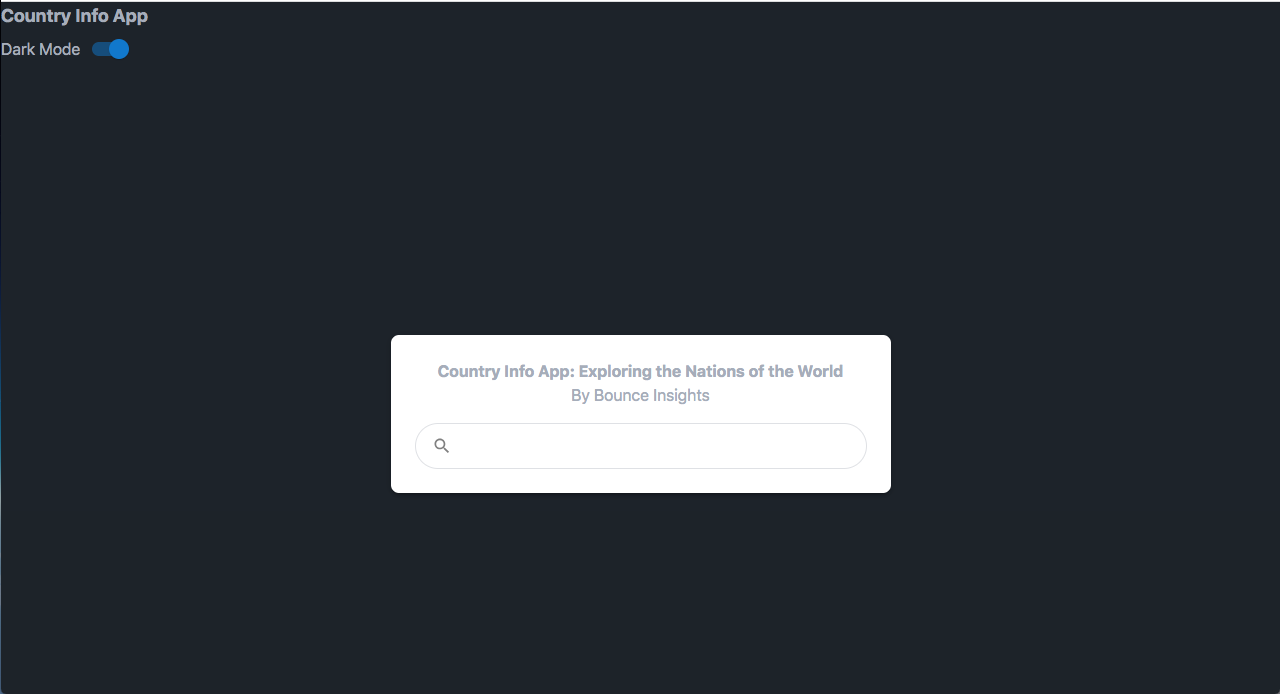 Country Info App
Dark Mode
Country Info App: Exploring the Nations of the World
By Bounce Insights